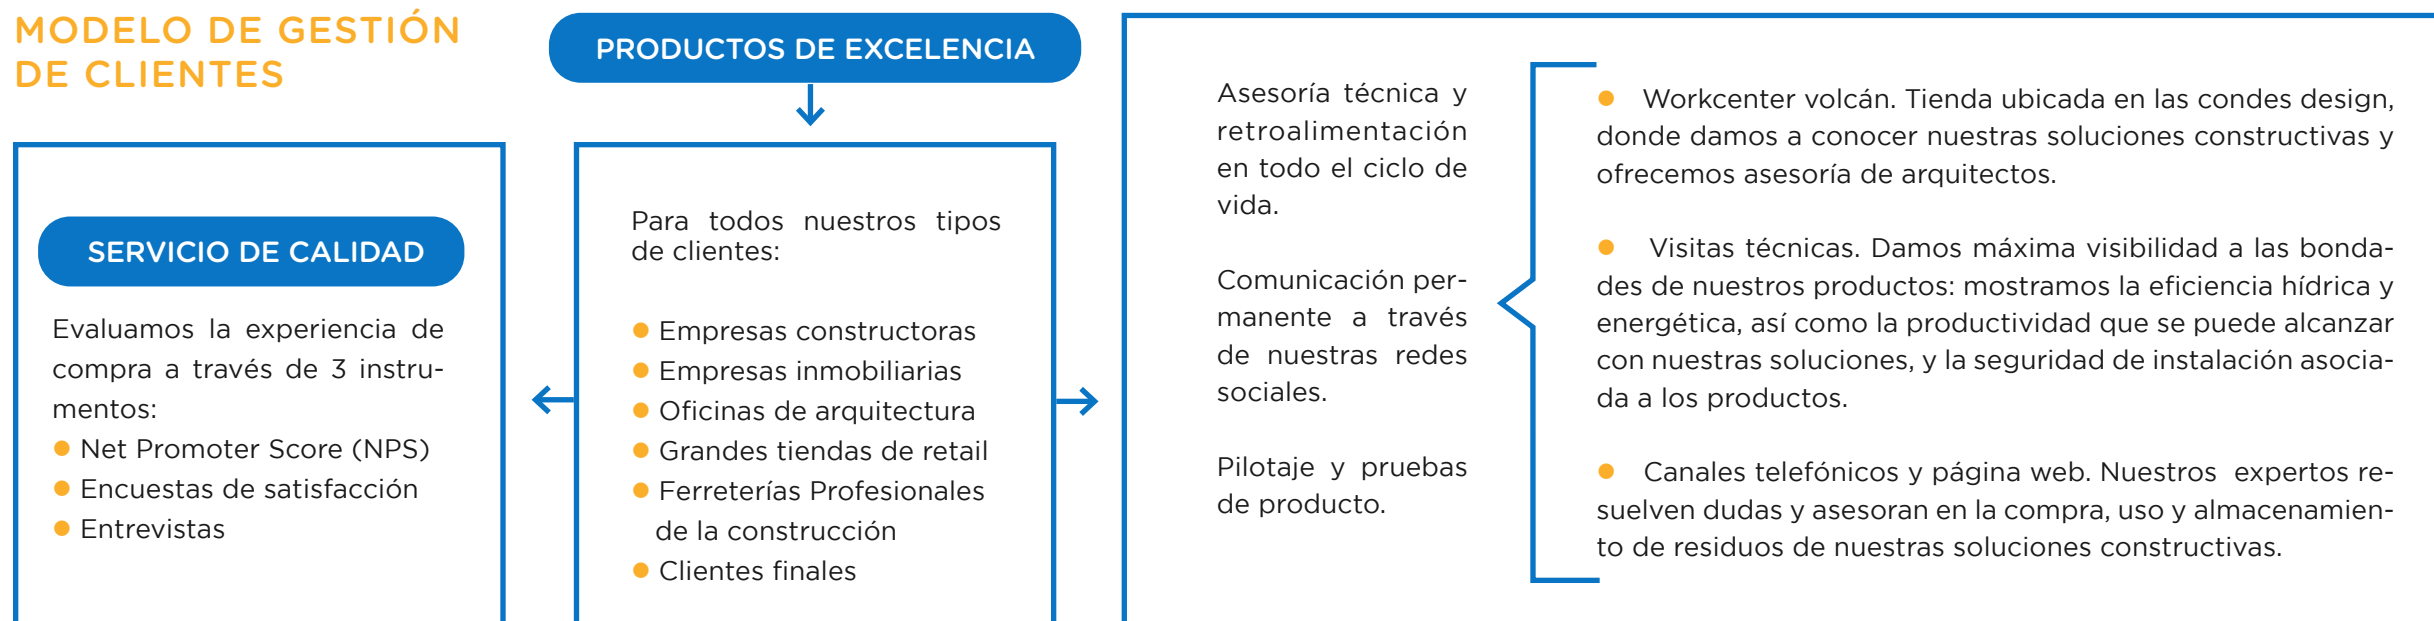 MODELO DE GESTIÓN
DE CLIENTES
SERVICIO DE CALIDAD
Evaluamos la experiencia de
compra a través de 3 instru-
mentos:
Net Promoter Score (NPS)
Encuestas de satisfacción
Entrevistas
PRODUCTOS DE EXCELENCIA
Para todos nuestros tipos
de clientes:
Empresas constructoras
Empresas inmobiliarias
Oficinas de arquitectura
Grandes tiendas de retail
Ferreterías Profesionales
de la construcción
Clientes finales
Asesoría técnica y
retroalimentación
en todo el ciclo de
vida.
Comunicación per-
manente a través
de nuestras redes
sociales.
Pilotaje y pruebas
de producto.
Workcenter volcán. Tienda ubicada en las condes design,
donde damos a conocer nuestras soluciones constructivas y
ofrecemos asesoría de arquitectos.
Visitas técnicas. Damos máxima visibilidad a las bonda-
des de nuestros productos: mostramos la eficiencia hídrica y
energética, así como la productividad que se puede alcanzar
con nuestras soluciones, y la seguridad de instalación asocia-
da a los productos.
Canales telefónicos y página web. Nuestros expertos re-
suelven dudas y asesoran en la compra, uso y almacenamien-
to de residuos de nuestras soluciones constructivas.